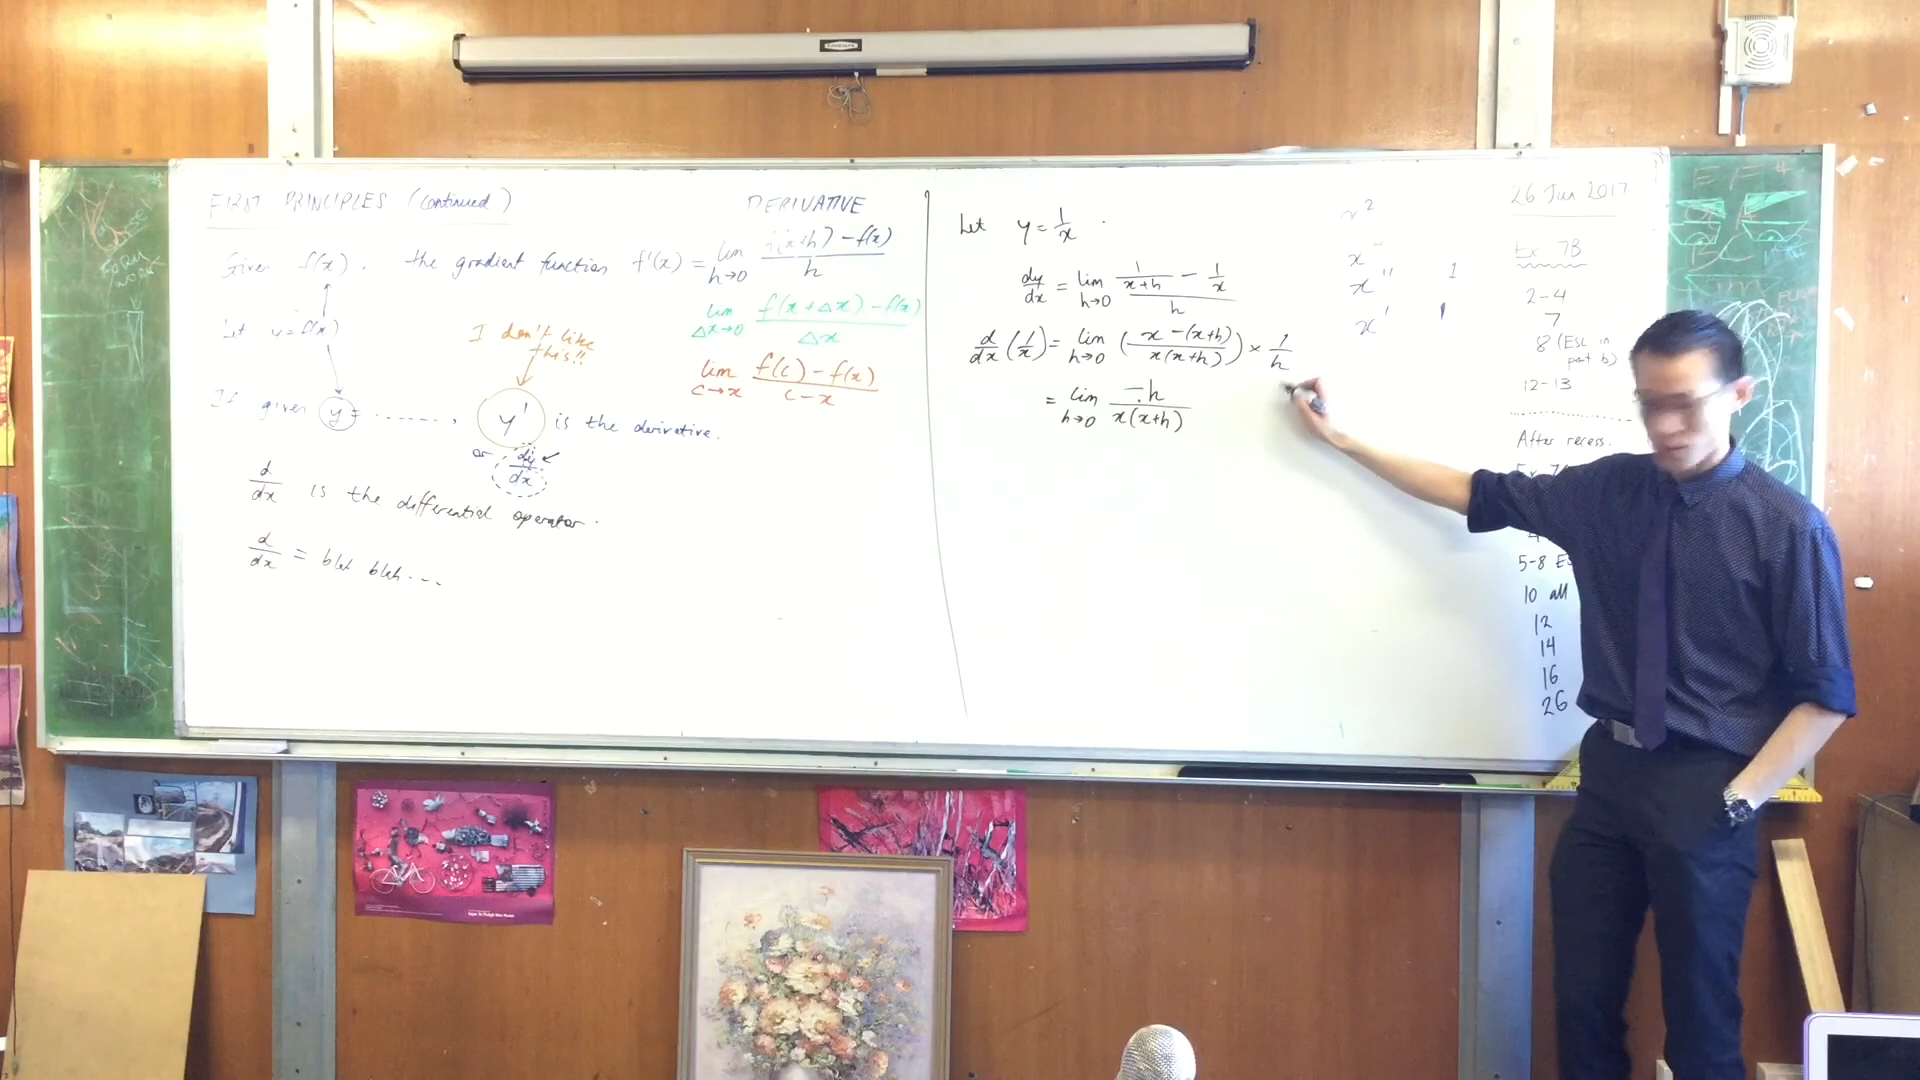 FIRST PRINCIPLES (continued)
DERIVATIVE
Given f(x), the gradient function f'(x) = lim h→0 f(x+h) - f(x) / h
lim Δx→0 f(x + Δx) - f(x) / Δx
lim c→x f(c) - f(x) / c - x
Let y = f(x)
I don't like this!!
If given y = ......, y' is the derivative.
or dy/dx
d/dx is the differential operator.
d/dx = blah blah...
Let y = 1/x
dy/dx = lim h→0 1/(x+h) - 1/x / h
d/dx (1/x) = lim h→0 (x - (x+h) / x(x+h)) × 1/h
= lim h→0 -h / x(x+h)
x
x
x'
26 Jun 2017
Ex 7B
2-4
7
8 (Esc in part b)
12-13
After recess.
5-8
10 all
12
14
16
26